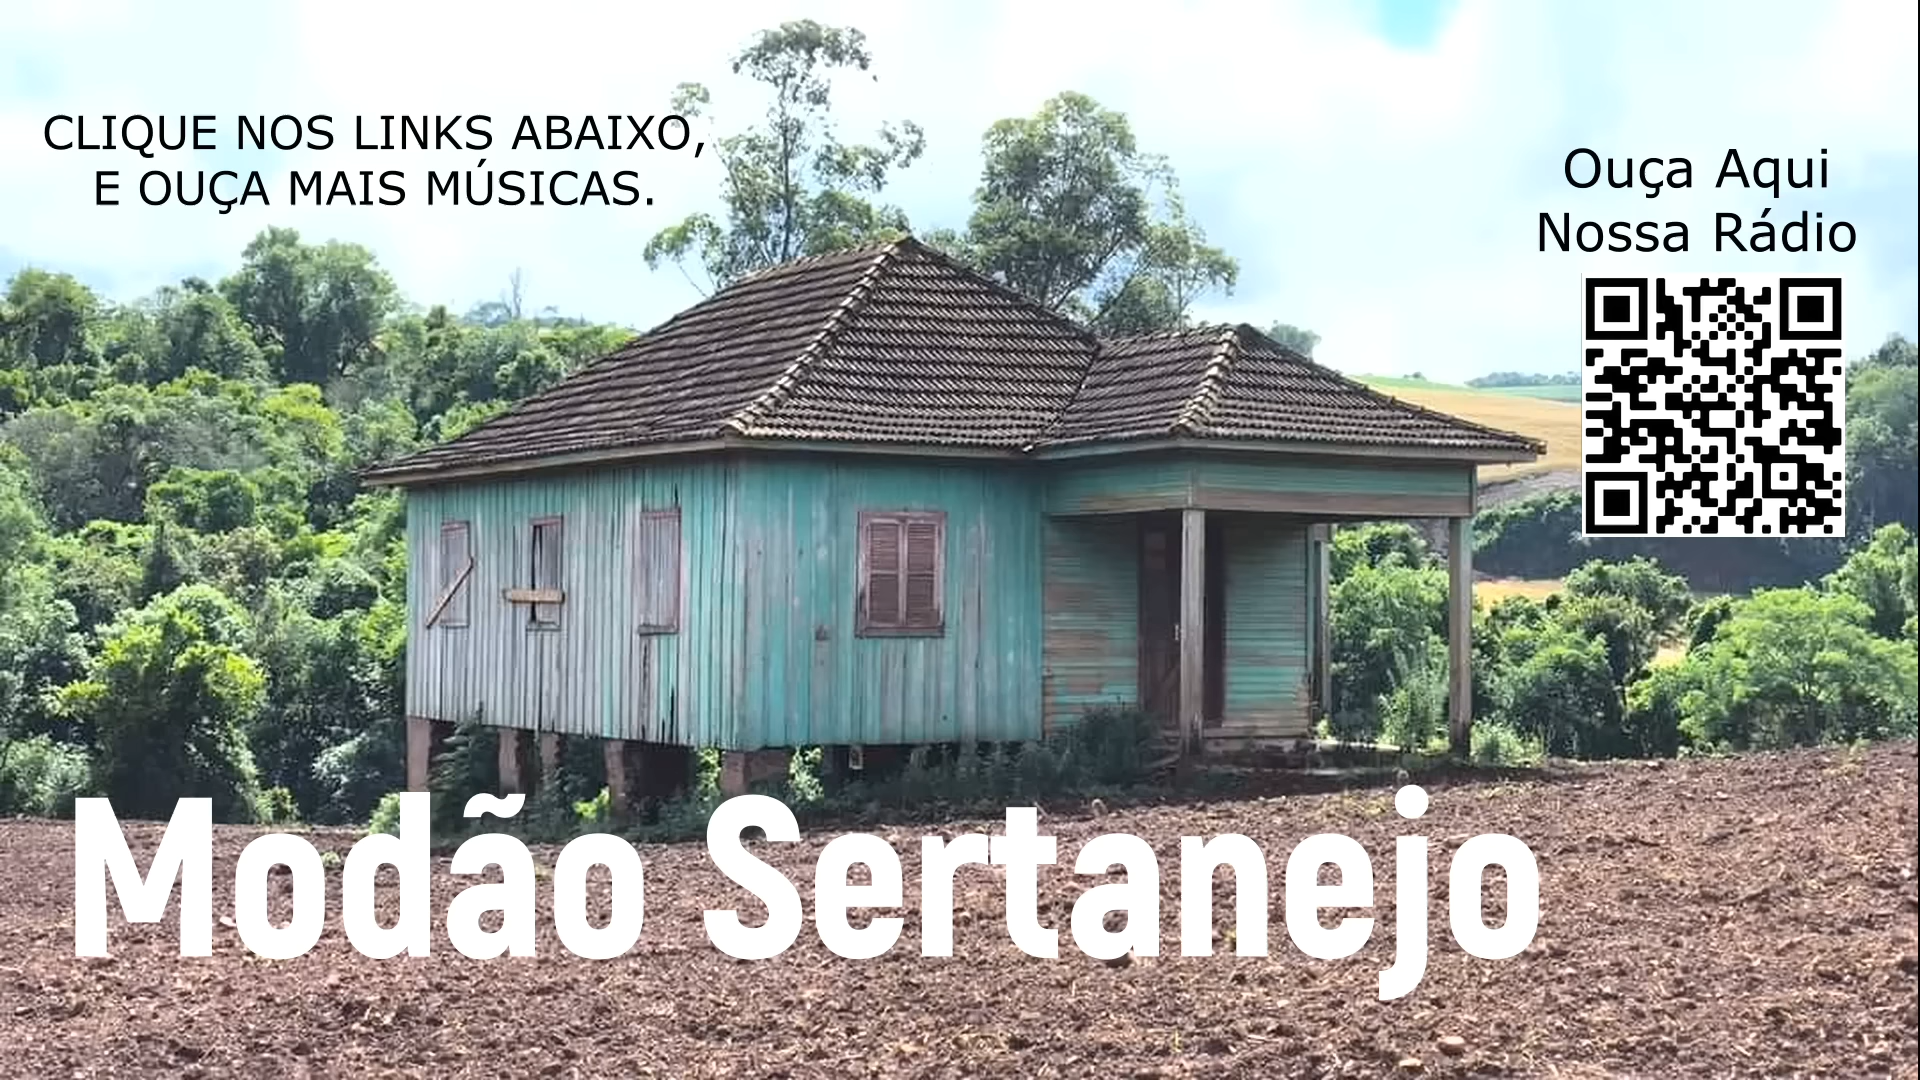 CLIQUE NOS LINKS ABAIXO,
E OUÇA MAIS MÚSICAS.
Ouça Aqui
Nossa Rádio
Modão Sertanejo